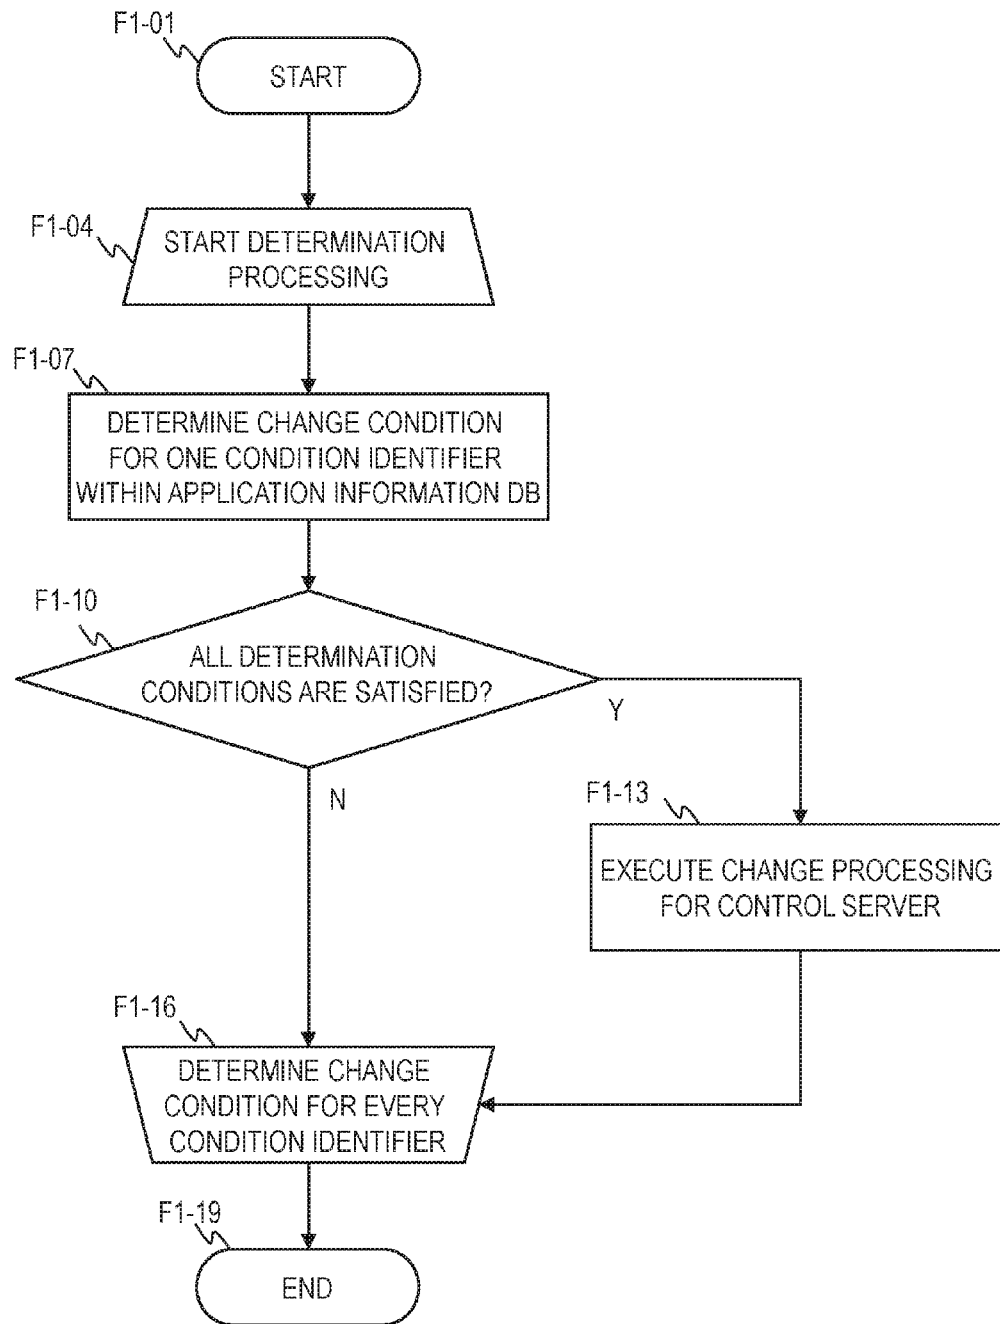 F1-01
START
F1-04
START DETERMINATION
PROCESSING
F1-07
DETERMINE CHANGE CONDITION
FOR ONE CONDITION IDENTIFIER
WITHIN APPLICATION INFORMATION DB
F1-10
ALL DETERMINATION
CONDITIONS ARE SATISFIED?
Y
N
F1-13
EXECUTE CHANGE PROCESSING
FOR CONTROL SERVER
F1-16
DETERMINE CHANGE
CONDITION FOR EVERY
CONDITION IDENTIFIER
F1-19
END